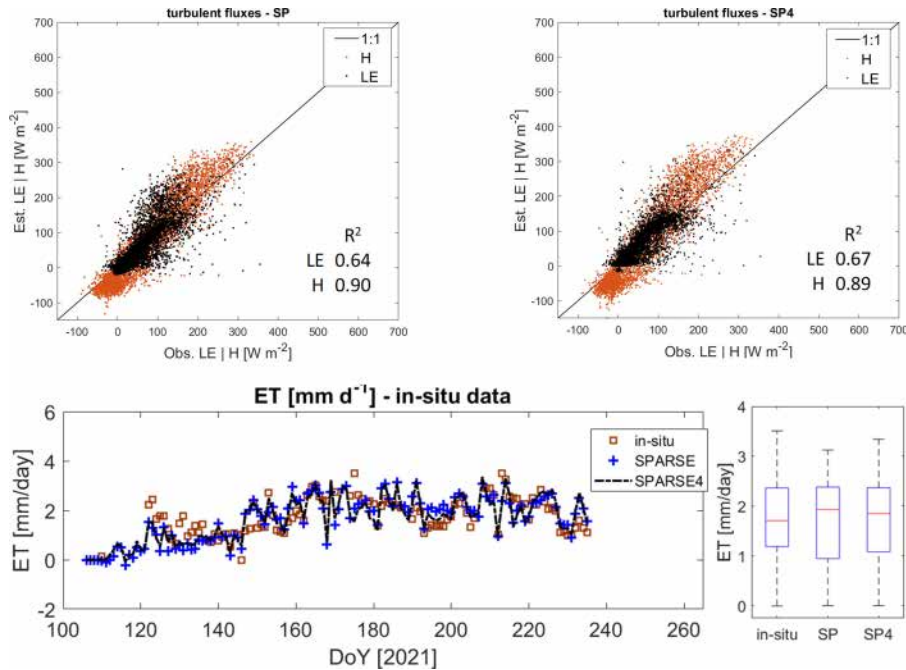 turbulent fluxes - SP
700
600
500
400
300
200
100
0
-100
Est. LE | H [W m-2]
1:1
H
LE
R2
LE 0.64
H 0.90
-100 0 100 200 300 400 500 600 700
Obs. LE | H [W m-2]
turbulent fluxes - SP4
700
600
500
400
300
200
100
0
-100
Est. LE | H [W m-2]
1:1
H
LE
R2
LE 0.67
H 0.89
-100 0 100 200 300 400 500 600 700
Obs. LE | H [W m-2]
ET [mm d-1] - in-situ data
6
4
2
0
-2
ET [mm/day]
in-situ
SPARSE
SPARSE4
100 120 140 160 180 200 220 240 260
DoY [2021]
4
3
2
1
0
ET [mm/day]
in-situ SP SP4